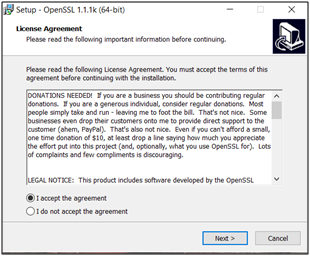 Setup - OpenSSL 1.1.1k (64-bit)
License Agreement
Please read the following important information before continuing.
Please read the following License Agreement. You must accept the terms of this
agreement before continuing with the installation.
DONATIONS NEEDED!  If you are a business you should be contributing regular
donations.  If you are a generous individual, consider regular donations.  Most
people simply take and run - leaving me to foot the bill.  That's not nice.  Some
businesses even drop their customers onto me to provide direct support to the
customer (ahem, PayPal).  That's also not nice.  Even if you can't afford a small,
one time donation of $10, at least drop a line saying how much you appreciate
the effort put into this project (and, optionally, what you use OpenSSL for).  Lots
of complaints and few compliments is discouraging.
LEGAL NOTICE:  This product includes software developed by the OpenSSL
I accept the agreement
I do not accept the agreement
Next >
Cancel